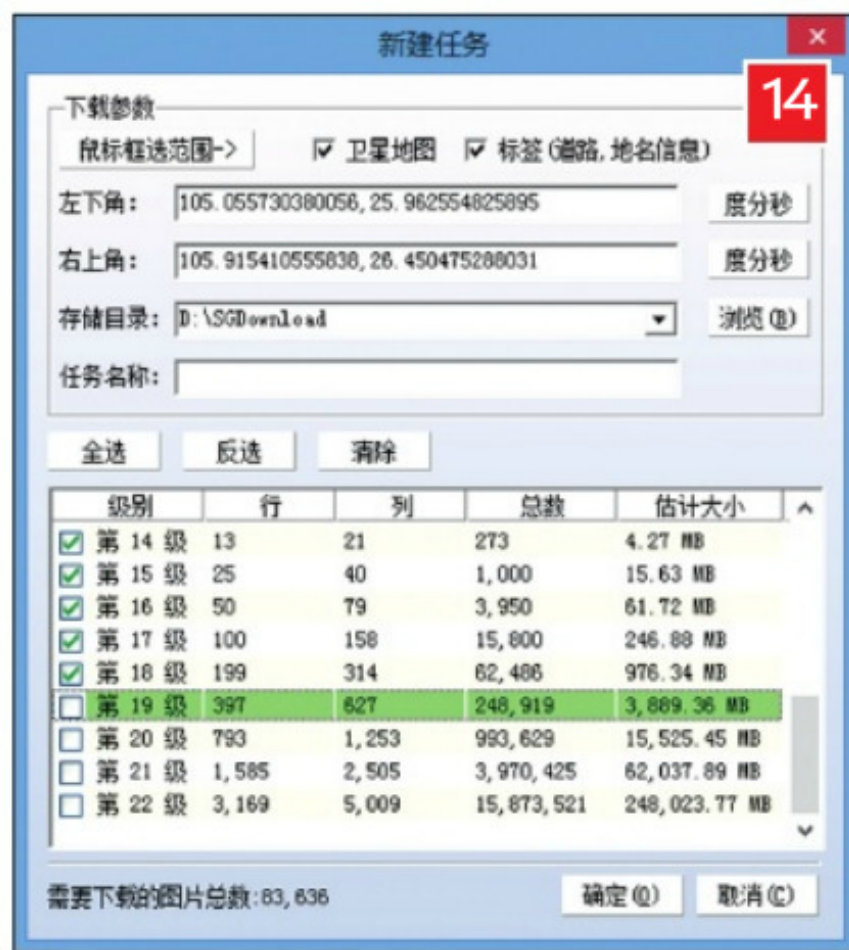 新建任务
14
下载参数
鼠标框选范围-> 卫星地图 标签(道路,地名信息)
左下角: 105.055730380056,25.962554825895 度分秒
右上角: 105.915410555838,26.450475288031 度分秒
存储目录: D:\SGDownload 浏览(B)
任务名称:
全选 反选 清除
级别 行 列 总数 估计大小
第 14 级 13 21 273 4.27 MB
第 15 级 25 40 1,000 15.63 MB
第 16 级 50 79 3,950 61.72 MB
第 17 级 100 158 15,800 246.88 MB
第 18 级 199 314 62,486 976.34 MB
第 19 级 397 627 248,919 3,889.36 MB
第 20 级 793 1,253 993,629 15,525.45 MB
第 21 级 1,585 2,505 3,970,425 62,037.89 MB
第 22 级 3,169 5,009 15,873,521 248,023.77 MB
需要下载的图片总数:83,636 确定(O) 取消(C)